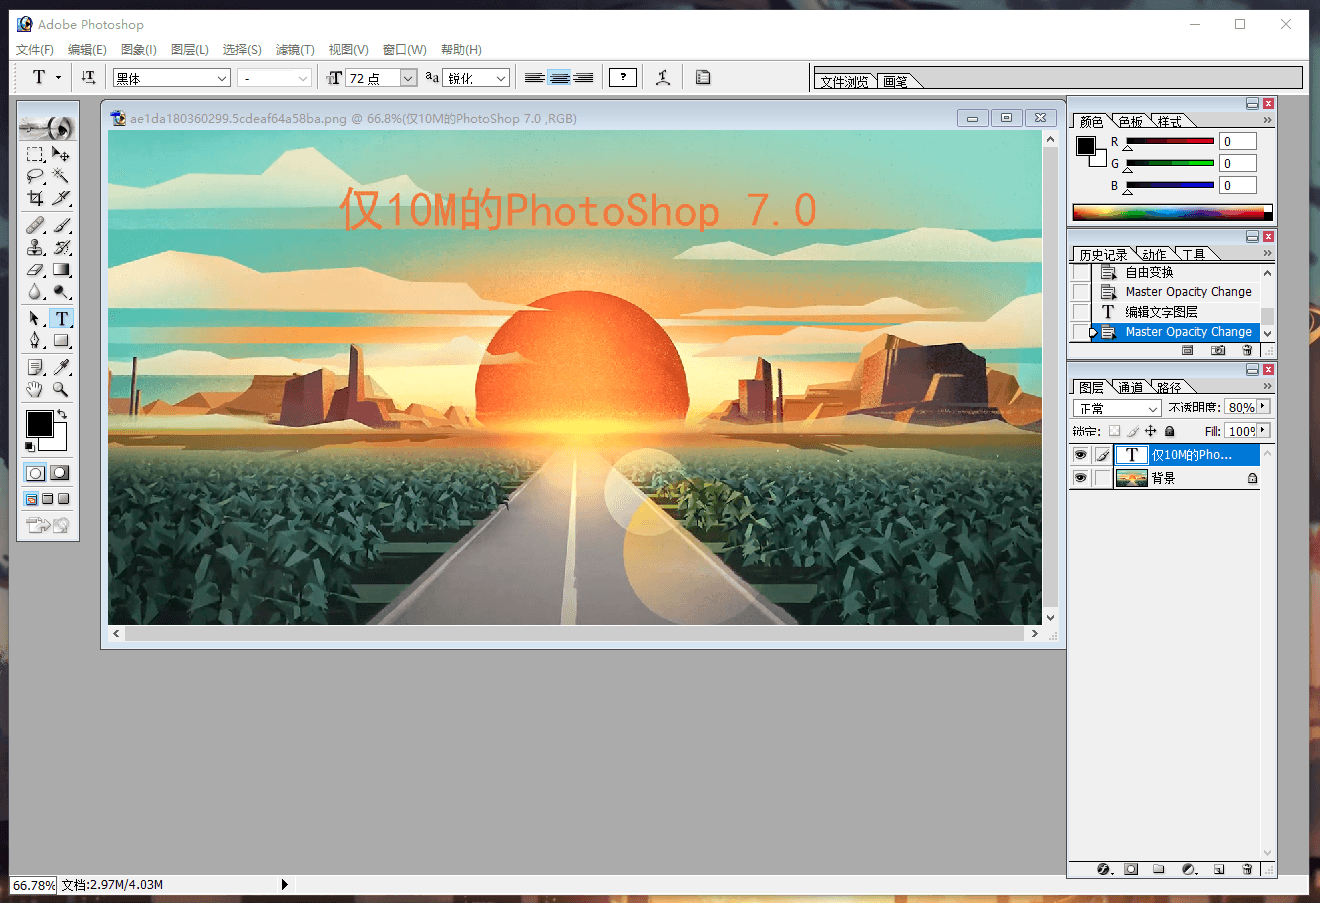 Adobe Photoshop
文件(F) 编辑(E) 图象(I) 图层(L) 选择(S) 滤镜(T) 视图(V) 窗口(W) 帮助(H)
T T 黑体 - T 72 点 aa 锐化 ? 文件浏览 画笔
ae1da180360299.5cdeaf64a58ba.png @ 66.8%(仅10M的PhotoShop 7.0 ,RGB)
仅10M的PhotoShop 7.0
T
颜色 色板 样式
R 0
G 0
B 0
历史记录 动作 工具
自由变换
Master Opacity Change
T 编辑文字图层
Master Opacity Change
图层 通道 路径
正常 不透明度: 80%
锁定: Fill: 100%
T 仅10M的Pho...
背景
66.78% 文档:2.97M/4.03M